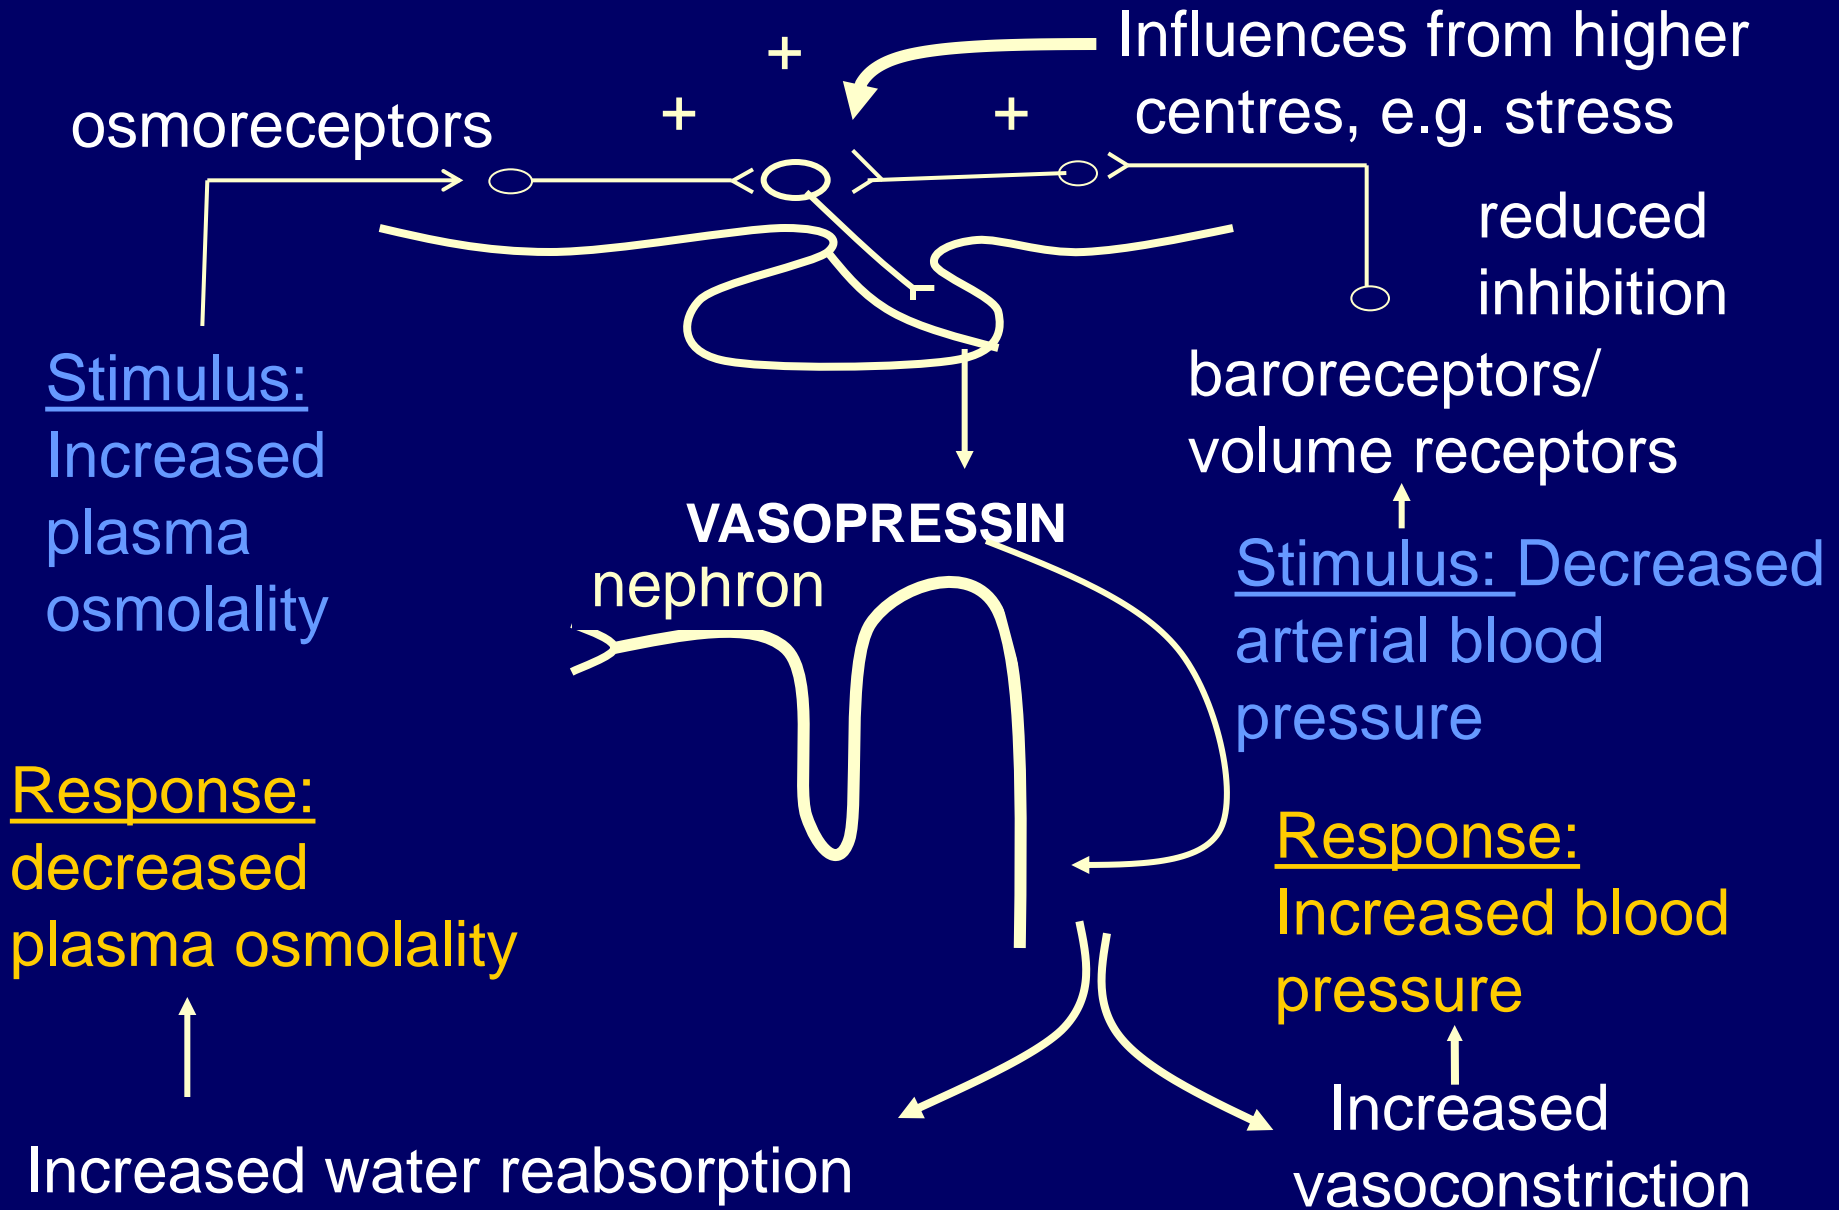 +
Influences from higher
centres, e.g. stress
osmoreceptors
+
+
reduced
inhibition
Stimulus:
Increased
plasma
osmolality
baroreceptors/
volume receptors
VASOPRESSIN
nephron
Stimulus: Decreased
arterial blood
pressure
Response:
decreased
plasma osmolality
Response:
Increased blood
pressure
Increased water reabsorption
Increased
vasoconstriction